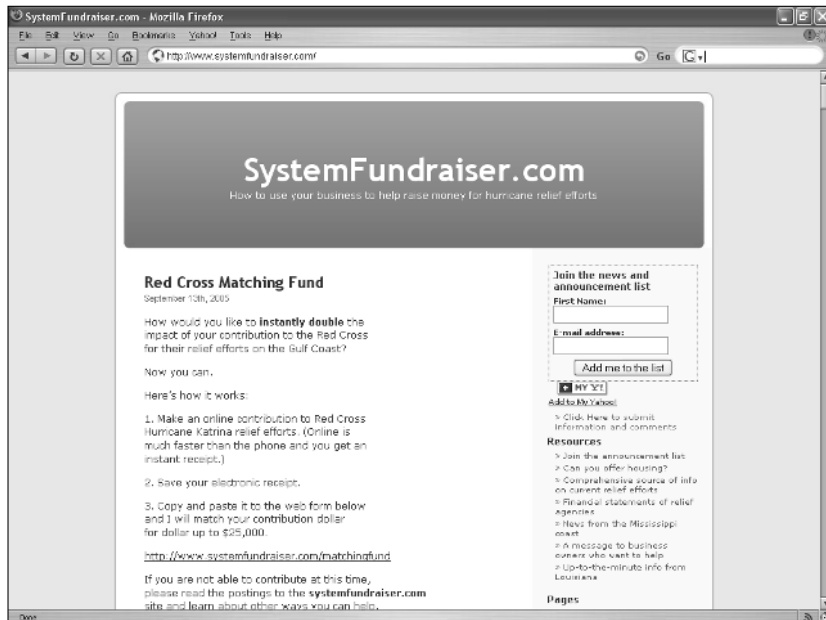 SystemFundraiser.com - Mozilla Firefox
File Edit View Go Bookmarks Yahoo! Tools Help
http://www.systemfundraiser.com/ Go G
SystemFundraiser.com
How to use your business to help raise money for hurricane relief efforts
Red Cross Matching Fund
September 13th, 2005
How would you like to instantly double the
impact of your contribution to the Red Cross
for their relief efforts on the Gulf Coast?
Now you can.
Here's how it works:
1. Make an online contribution to Red Cross
Hurricane Katrina relief efforts. (Online is
much faster than the phone and you get an
instant receipt.)
2. Save your electronic receipt.
3. Copy and paste it to the web form below
and I will match your contribution dollar
for dollar up to $25,000.
http://www.systemfundraiser.com/matchingfund
If you are not able to contribute at this time,
please read the postings to the systemfundraiser.com
site and learn about other ways you can help.
Join the news and
announcement list
First Name:
E-mail address:
Add me to the list
+ MY Y!
Add to My Yahoo!
» Click Here to submit
information and comments
Resources
» Join the announcement list
» Can you offer housing?
» Comprehensive source of info
on current relief efforts
» Financial statements of relief
agencies
» News from the Mississippi
coast
» A message to business
owners who want to help
» Up-to-the-minute info from
Louisiana
Pages
Done